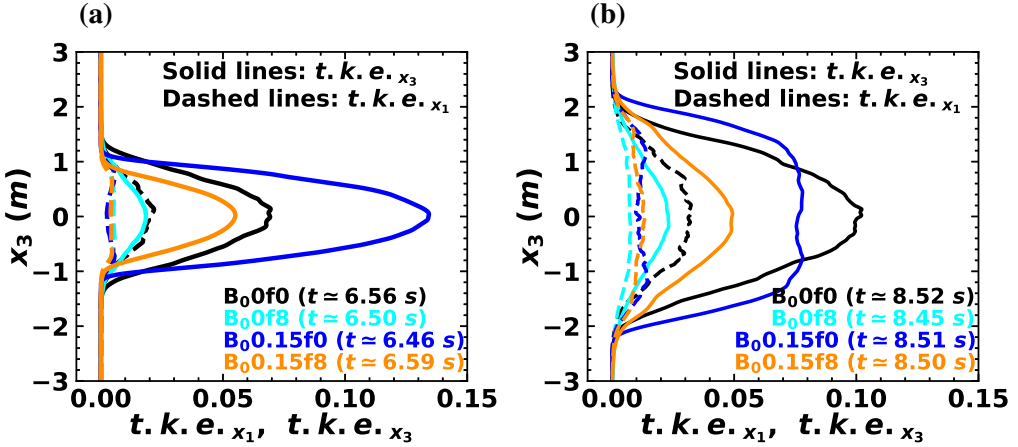 (a)
(b)
3
2
1
0
−1
−2
−3
x₃ (m)
Solid lines: t. k. e. x₃
Dashed lines: t. k. e. x₁
B₀0f0 (t ≃ 6.56 s)
B₀0f8 (t ≃ 6.50 s)
B₀0.15f0 (t ≃ 6.46 s)
B₀0.15f8 (t ≃ 6.59 s)
0.00 0.05 0.10 0.15
t. k. e. x₁, t. k. e. x₃
3
2
1
0
−1
−2
−3
x₃ (m)
Solid lines: t. k. e. x₃
Dashed lines: t. k. e. x₁
B₀0f0 (t ≃ 8.52 s)
B₀0f8 (t ≃ 8.45 s)
B₀0.15f0 (t ≃ 8.51 s)
B₀0.15f8 (t ≃ 8.50 s)
0.00 0.05 0.10 0.15
t. k. e. x₁, t. k. e. x₃